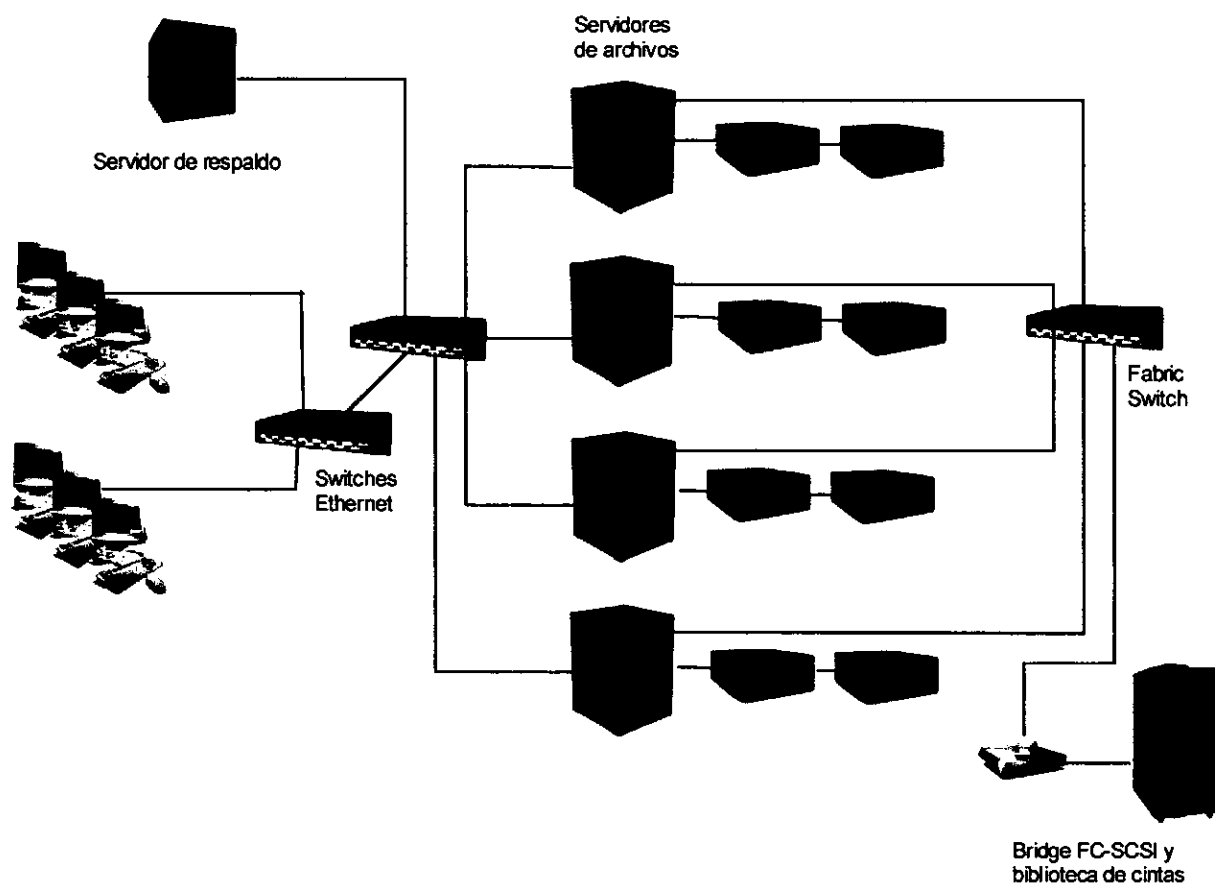 Servidores
de archivos
Servidor de respaldo
Fabric
Switch
Switches
Ethernet
Bridge FC-SCSI y
biblioteca de cintas